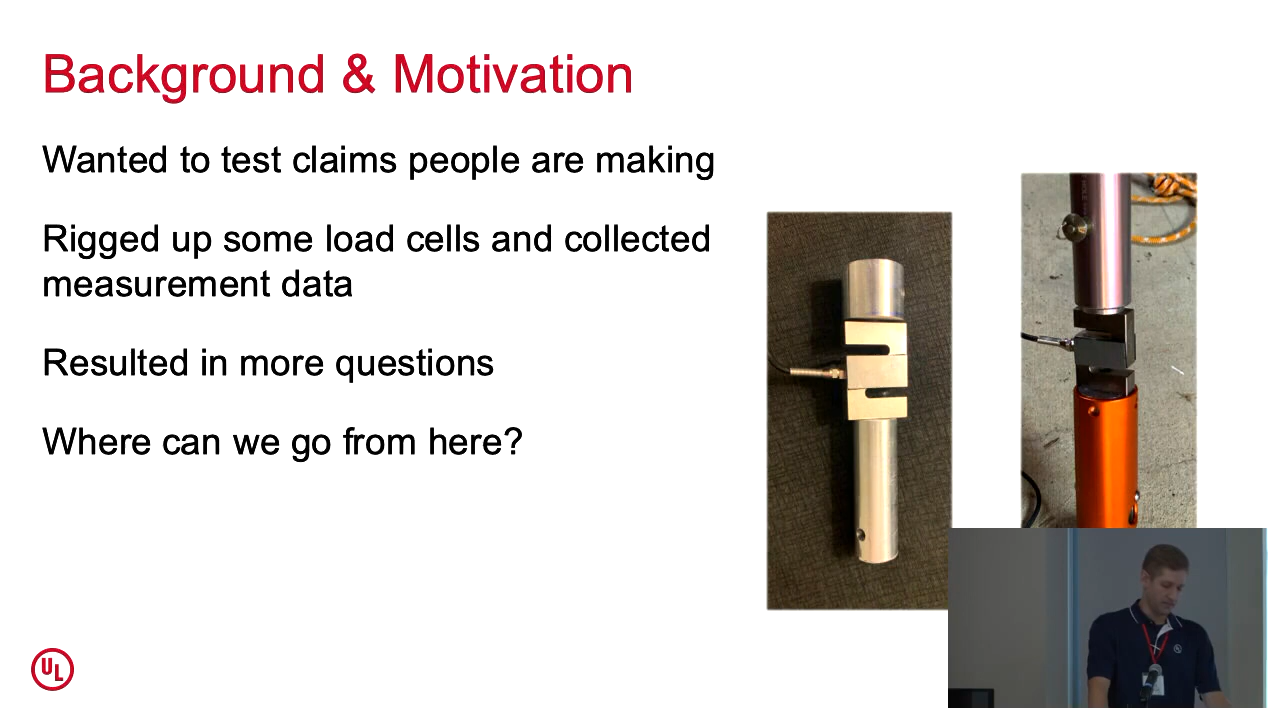 Background & Motivation
Wanted to test claims people are making
Rigged up some load cells and collected
measurement data
Resulted in more questions
Where can we go from here?
UL